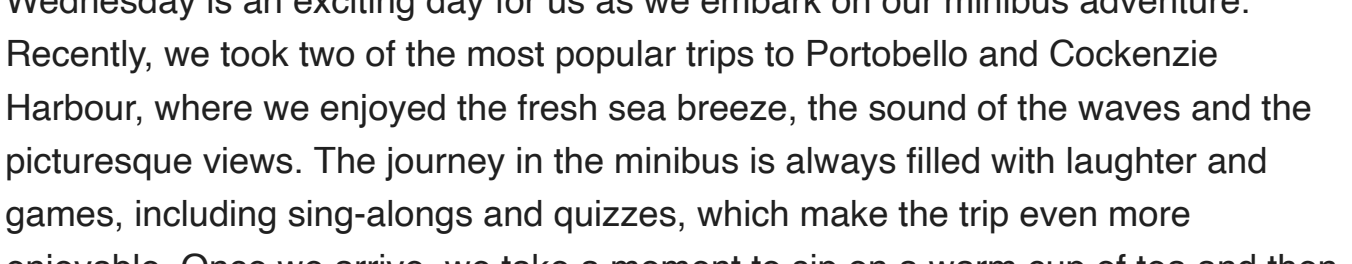 Wednesday is an exciting day for us as we embark on our minibus adventure.
Recently, we took two of the most popular trips to Portobello and Cockenzie
Harbour, where we enjoyed the fresh sea breeze, the sound of the waves and the
picturesque views. The journey in the minibus is always filled with laughter and
games, including sing-alongs and quizzes, which make the trip even more
enjoyable. Once we arrive, we take a moment to sip on a warm cup of tea and then